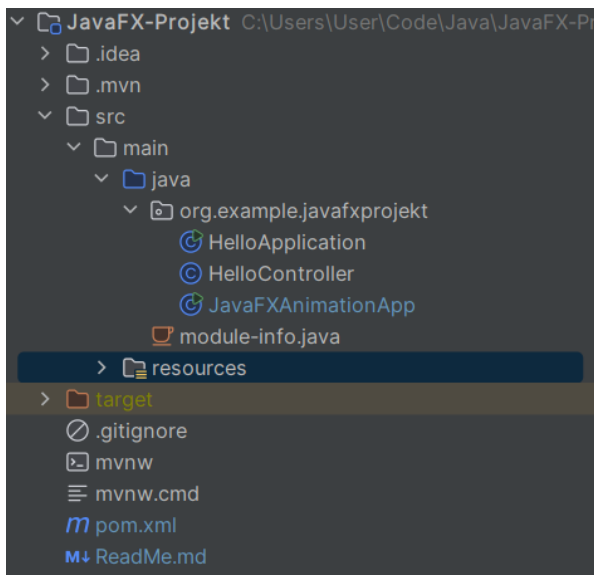 JavaFX-Projekt C:\Users\User\Code\Java\JavaFX-Pr
.idea
.mvn
src
main
java
org.example.javafxprojekt
HelloApplication
HelloController
JavaFXAnimationApp
module-info.java
resources
target
.gitignore
mvnw
mvnw.cmd
pom.xml
ReadMe.md